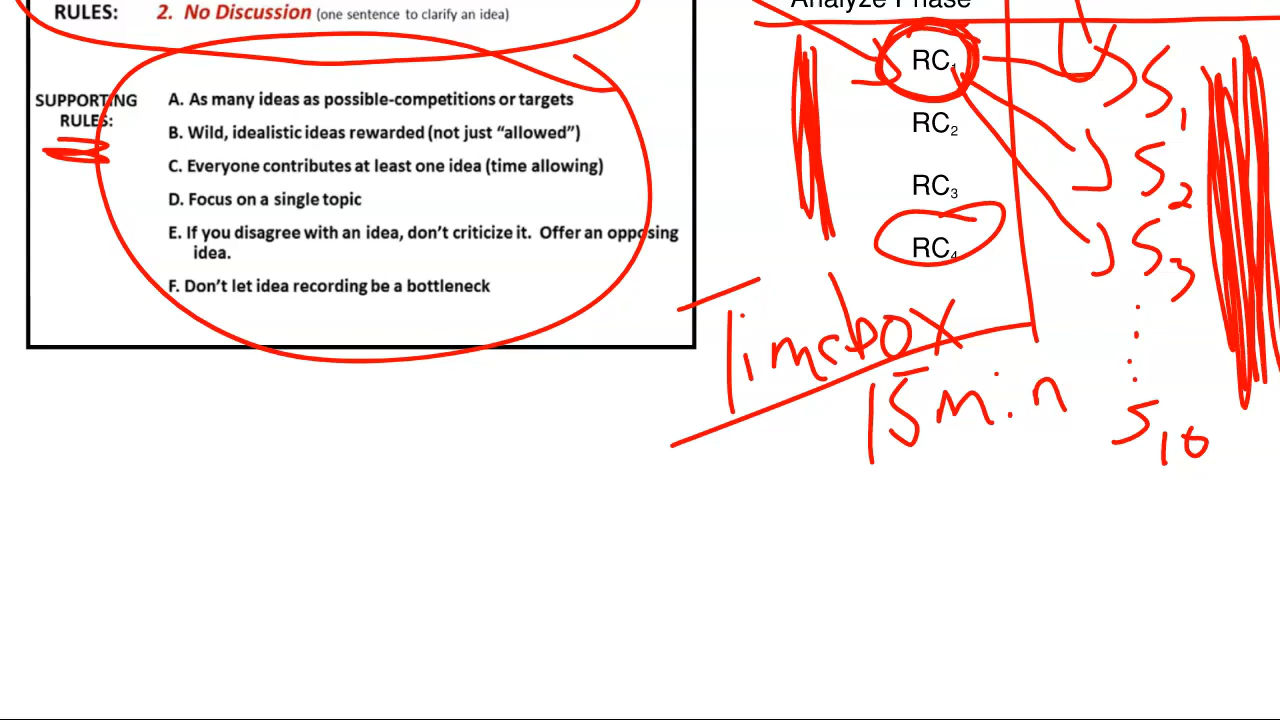 RULES: 2. No Discussion (one sentence to clarify an idea)
SUPPORTING RULES:
A. As many ideas as possible-competitions or targets
B. Wild, idealistic ideas rewarded (not just “allowed”)
C. Everyone contributes at least one idea (time allowing)
D. Focus on a single topic
E. If you disagree with an idea, don’t criticize it. Offer an opposing
idea.
F. Don’t let idea recording be a bottleneck
Analyze Phase
RC1
RC2
RC3
RC4
S1
S2
S3
S10
Timebox
15 min